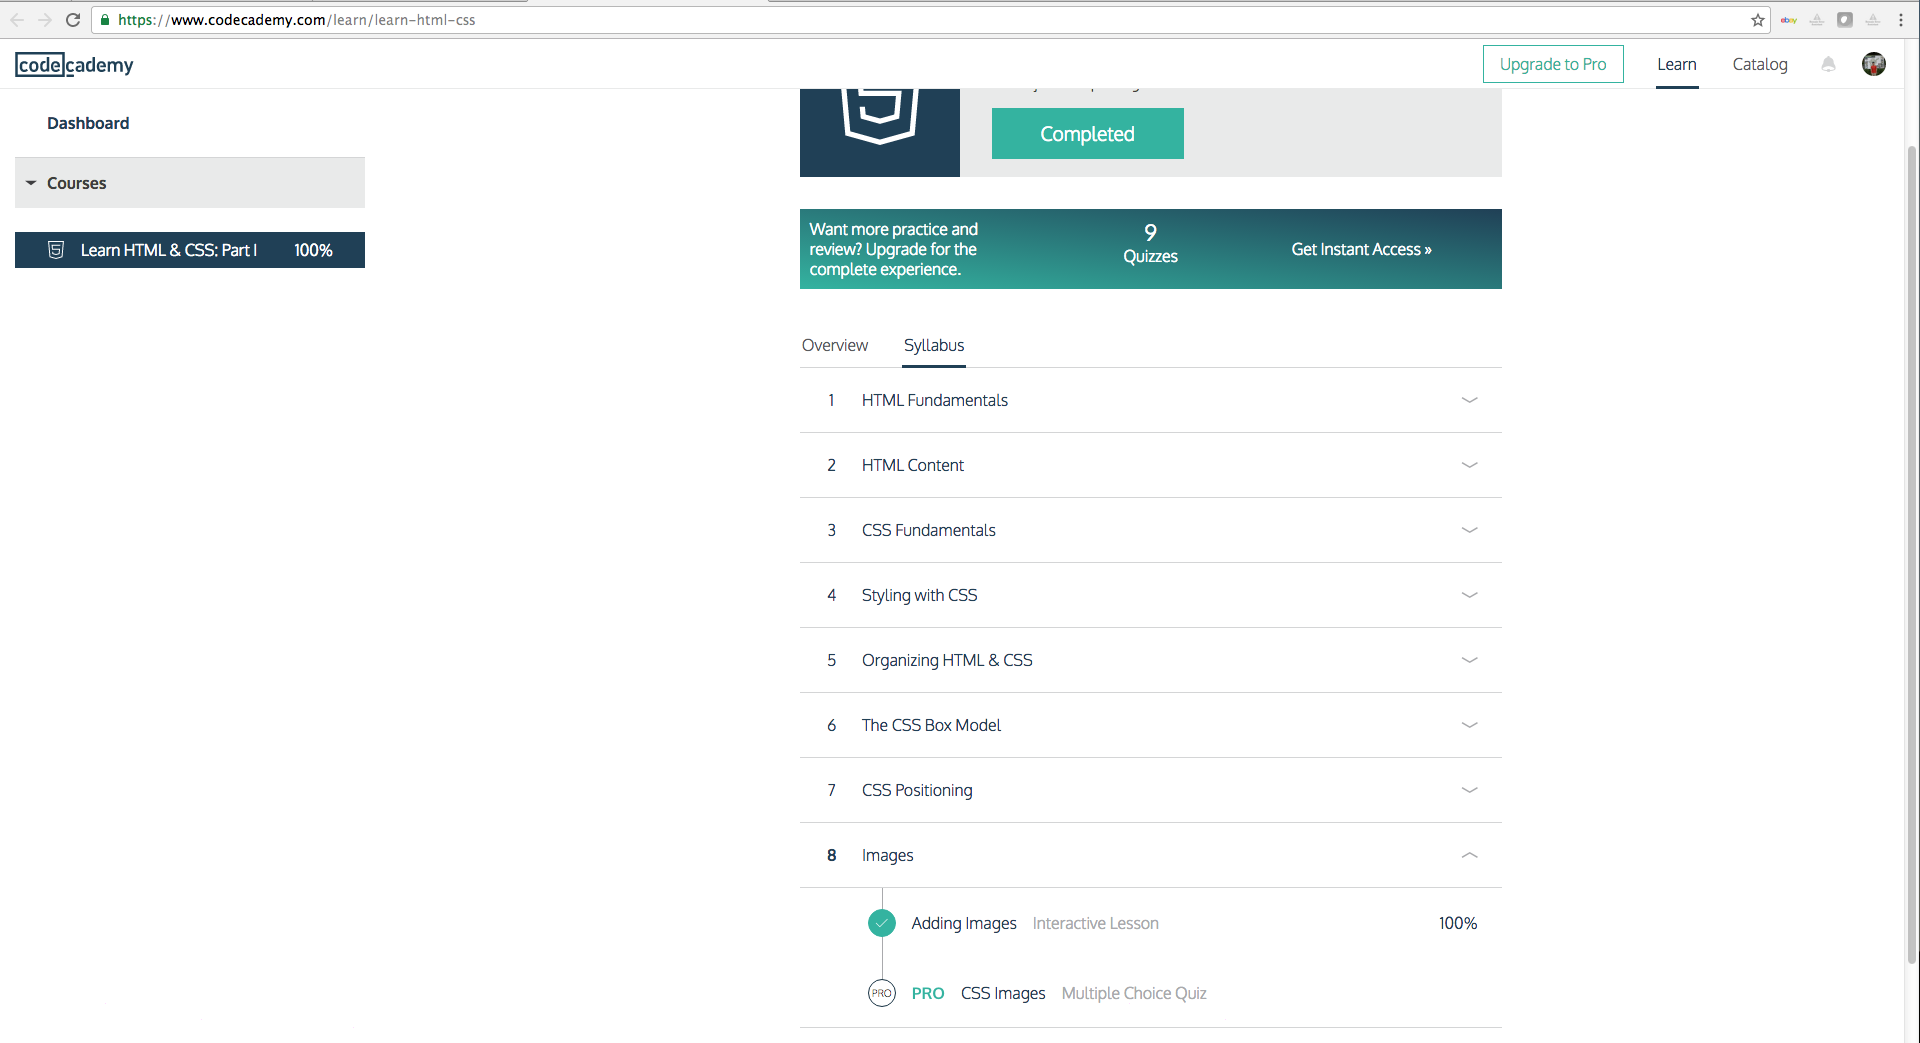 https://www.codecademy.com/learn/learn-html-css
ebay
codecademy
Upgrade to Pro
Learn
Catalog
Dashboard
Courses
Learn HTML & CSS: Part I 100%
Completed
Want more practice and
review? Upgrade for the
complete experience.
9
Quizzes
Get Instant Access »
Overview
Syllabus
1 HTML Fundamentals
2 HTML Content
3 CSS Fundamentals
4 Styling with CSS
5 Organizing HTML & CSS
6 The CSS Box Model
7 CSS Positioning
8 Images
Adding Images Interactive Lesson 100%
PRO PRO CSS Images Multiple Choice Quiz